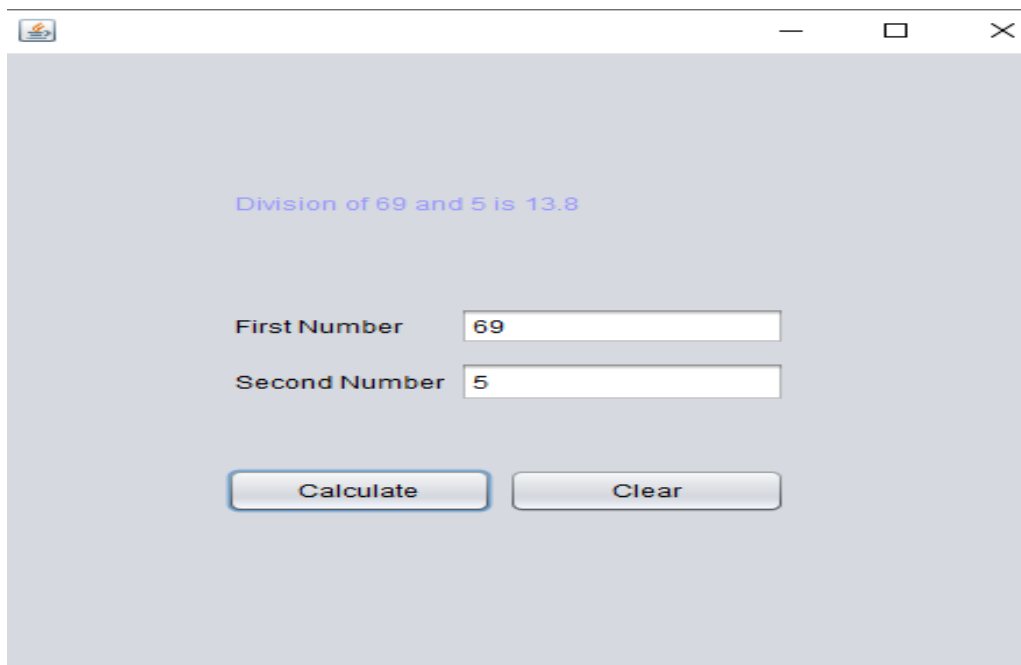 Division of 69 and 5 is 13.8
First Number 69
Second Number 5
Calculate Clear